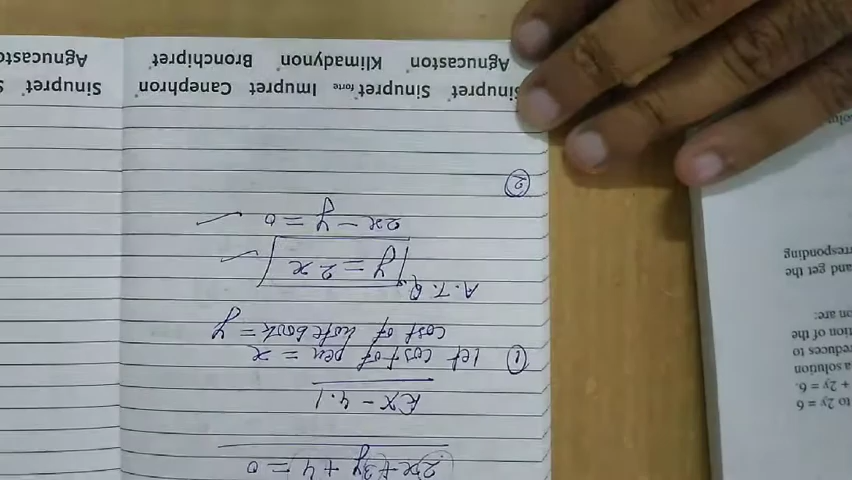 2x + 3y + 4 = 0
Ex - 4.1
① Let cost of pen = x
cost of notebook = y
A.T.Q.
y = 2x
2x - y = 0
②
Sinupret® Sinupret® forte Imupret Canephron®
Agnucaston® Klimadynon® Bronchipret®
Sinupret® S
Agnucasto
to 2y = 6
+ 2y = 6.
a solution
reduces to
tion of the
on are:
and get the
rresponding